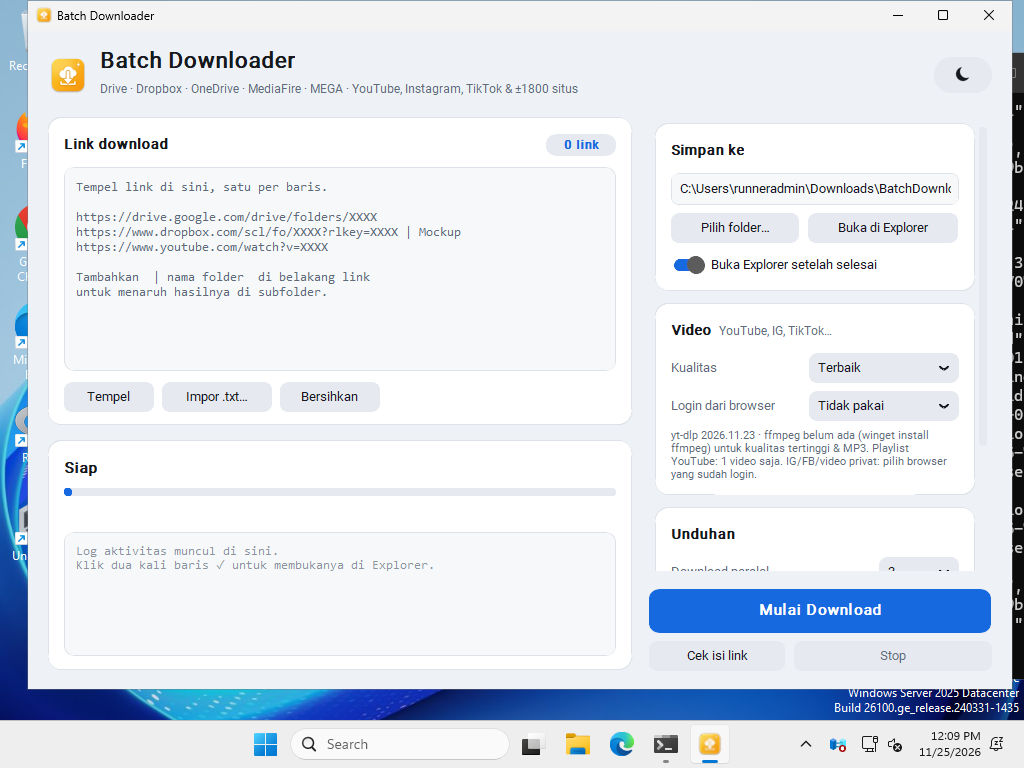 Batch Downloader
Batch Downloader
Drive · Dropbox · OneDrive · MediaFire · MEGA · YouTube, Instagram, TikTok & ±1800 situs
Link download
0 link
Tempel link di sini, satu per baris.
https://drive.google.com/drive/folders/XXXX
https://www.dropbox.com/scl/fo/XXXX?rlkey=XXXX | Mockup
https://www.youtube.com/watch?v=XXXX
Tambahkan | nama folder di belakang link
untuk menaruh hasilnya di subfolder.
Tempel
Impor .txt...
Bersihkan
Siap
Log aktivitas muncul di sini.
Klik dua kali baris ✓ untuk membukanya di Explorer.
Simpan ke
C:\Users\runneradmin\Downloads\BatchDownlo
Pilih folder...
Buka di Explorer
Buka Explorer setelah selesai
Video YouTube, IG, TikTok...
Kualitas
Terbaik
Login dari browser
Tidak pakai
yt-dlp 2026.11.23 · ffmpeg belum ada (winget install
ffmpeg) untuk kualitas tertinggi & MP3. Playlist
YouTube: 1 video saja. IG/FB/video privat: pilih browser
yang sudah login.
Unduhan
Download paralel
Mulai Download
Cek isi link
Stop
Windows Server 2025 Datacenter
Build 26100.ge_release.240331-1435
Search
12:09 PM
11/25/2026